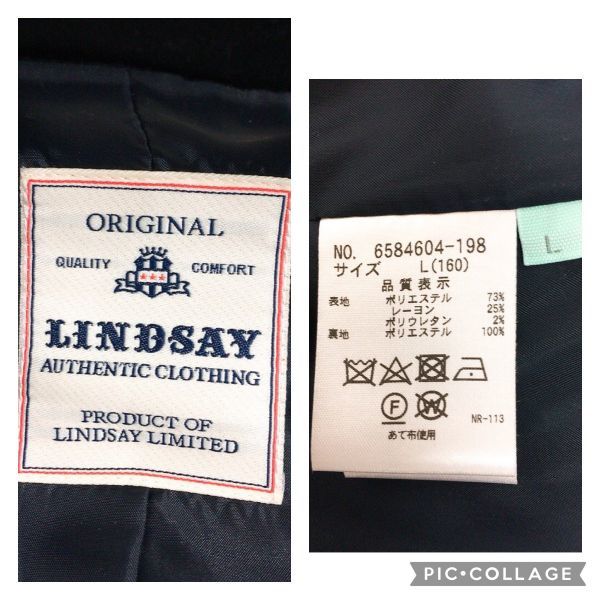 ORIGINAL
QUALITY COMFORT
LINDSAY
AUTHENTIC CLOTHING
PRODUCT OF
LINDSAY LIMITED
NO. 6584604-198
サイズ L(160)
品質表示
表地 ポリエステル 73%
レーヨン 25%
ポリウレタン 2%
裏地 ポリエステル 100%
F W
NR-113
あて布使用
L
PIC•COLLAGE